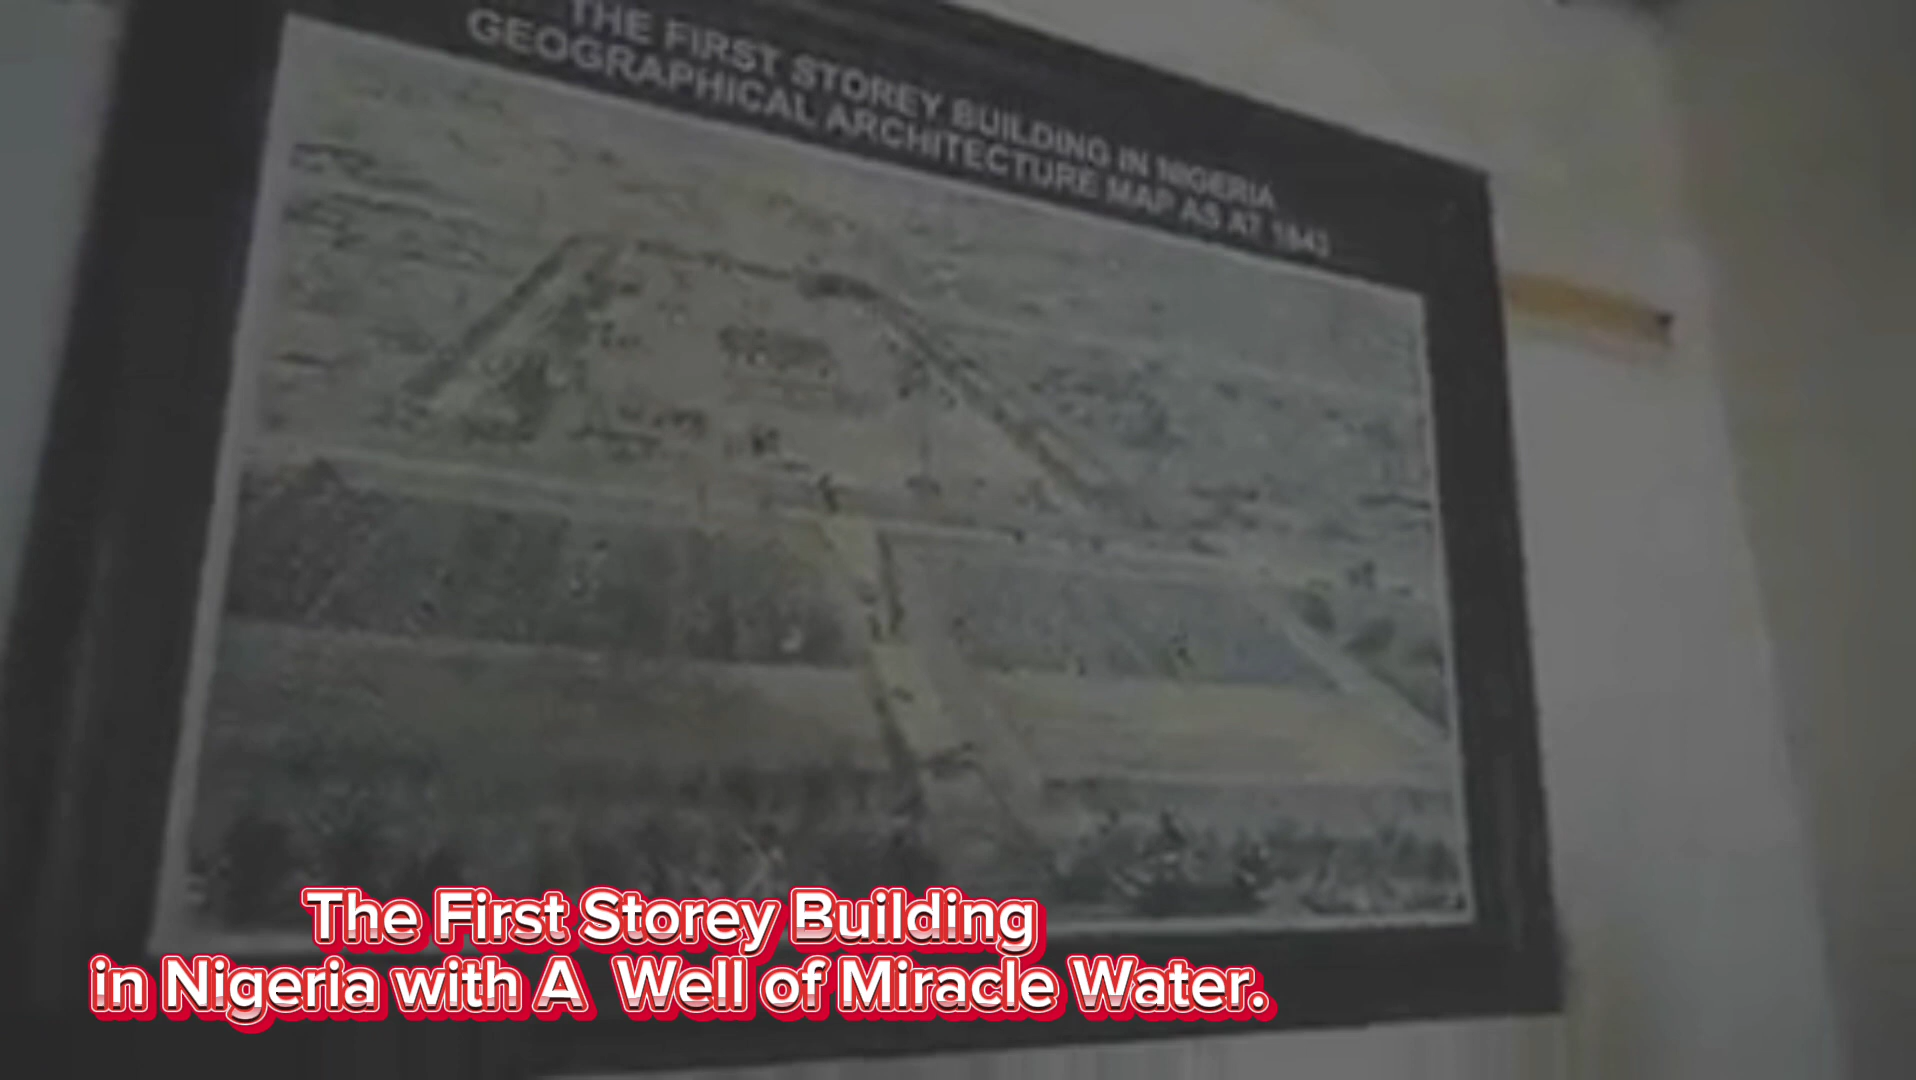 THE FIRST STOREY BUILDING IN NIGERIA
GEOGRAPHICAL ARCHITECTURE MAP AS AT 1843
The First Storey Building
in Nigeria with A Well of Miracle Water.